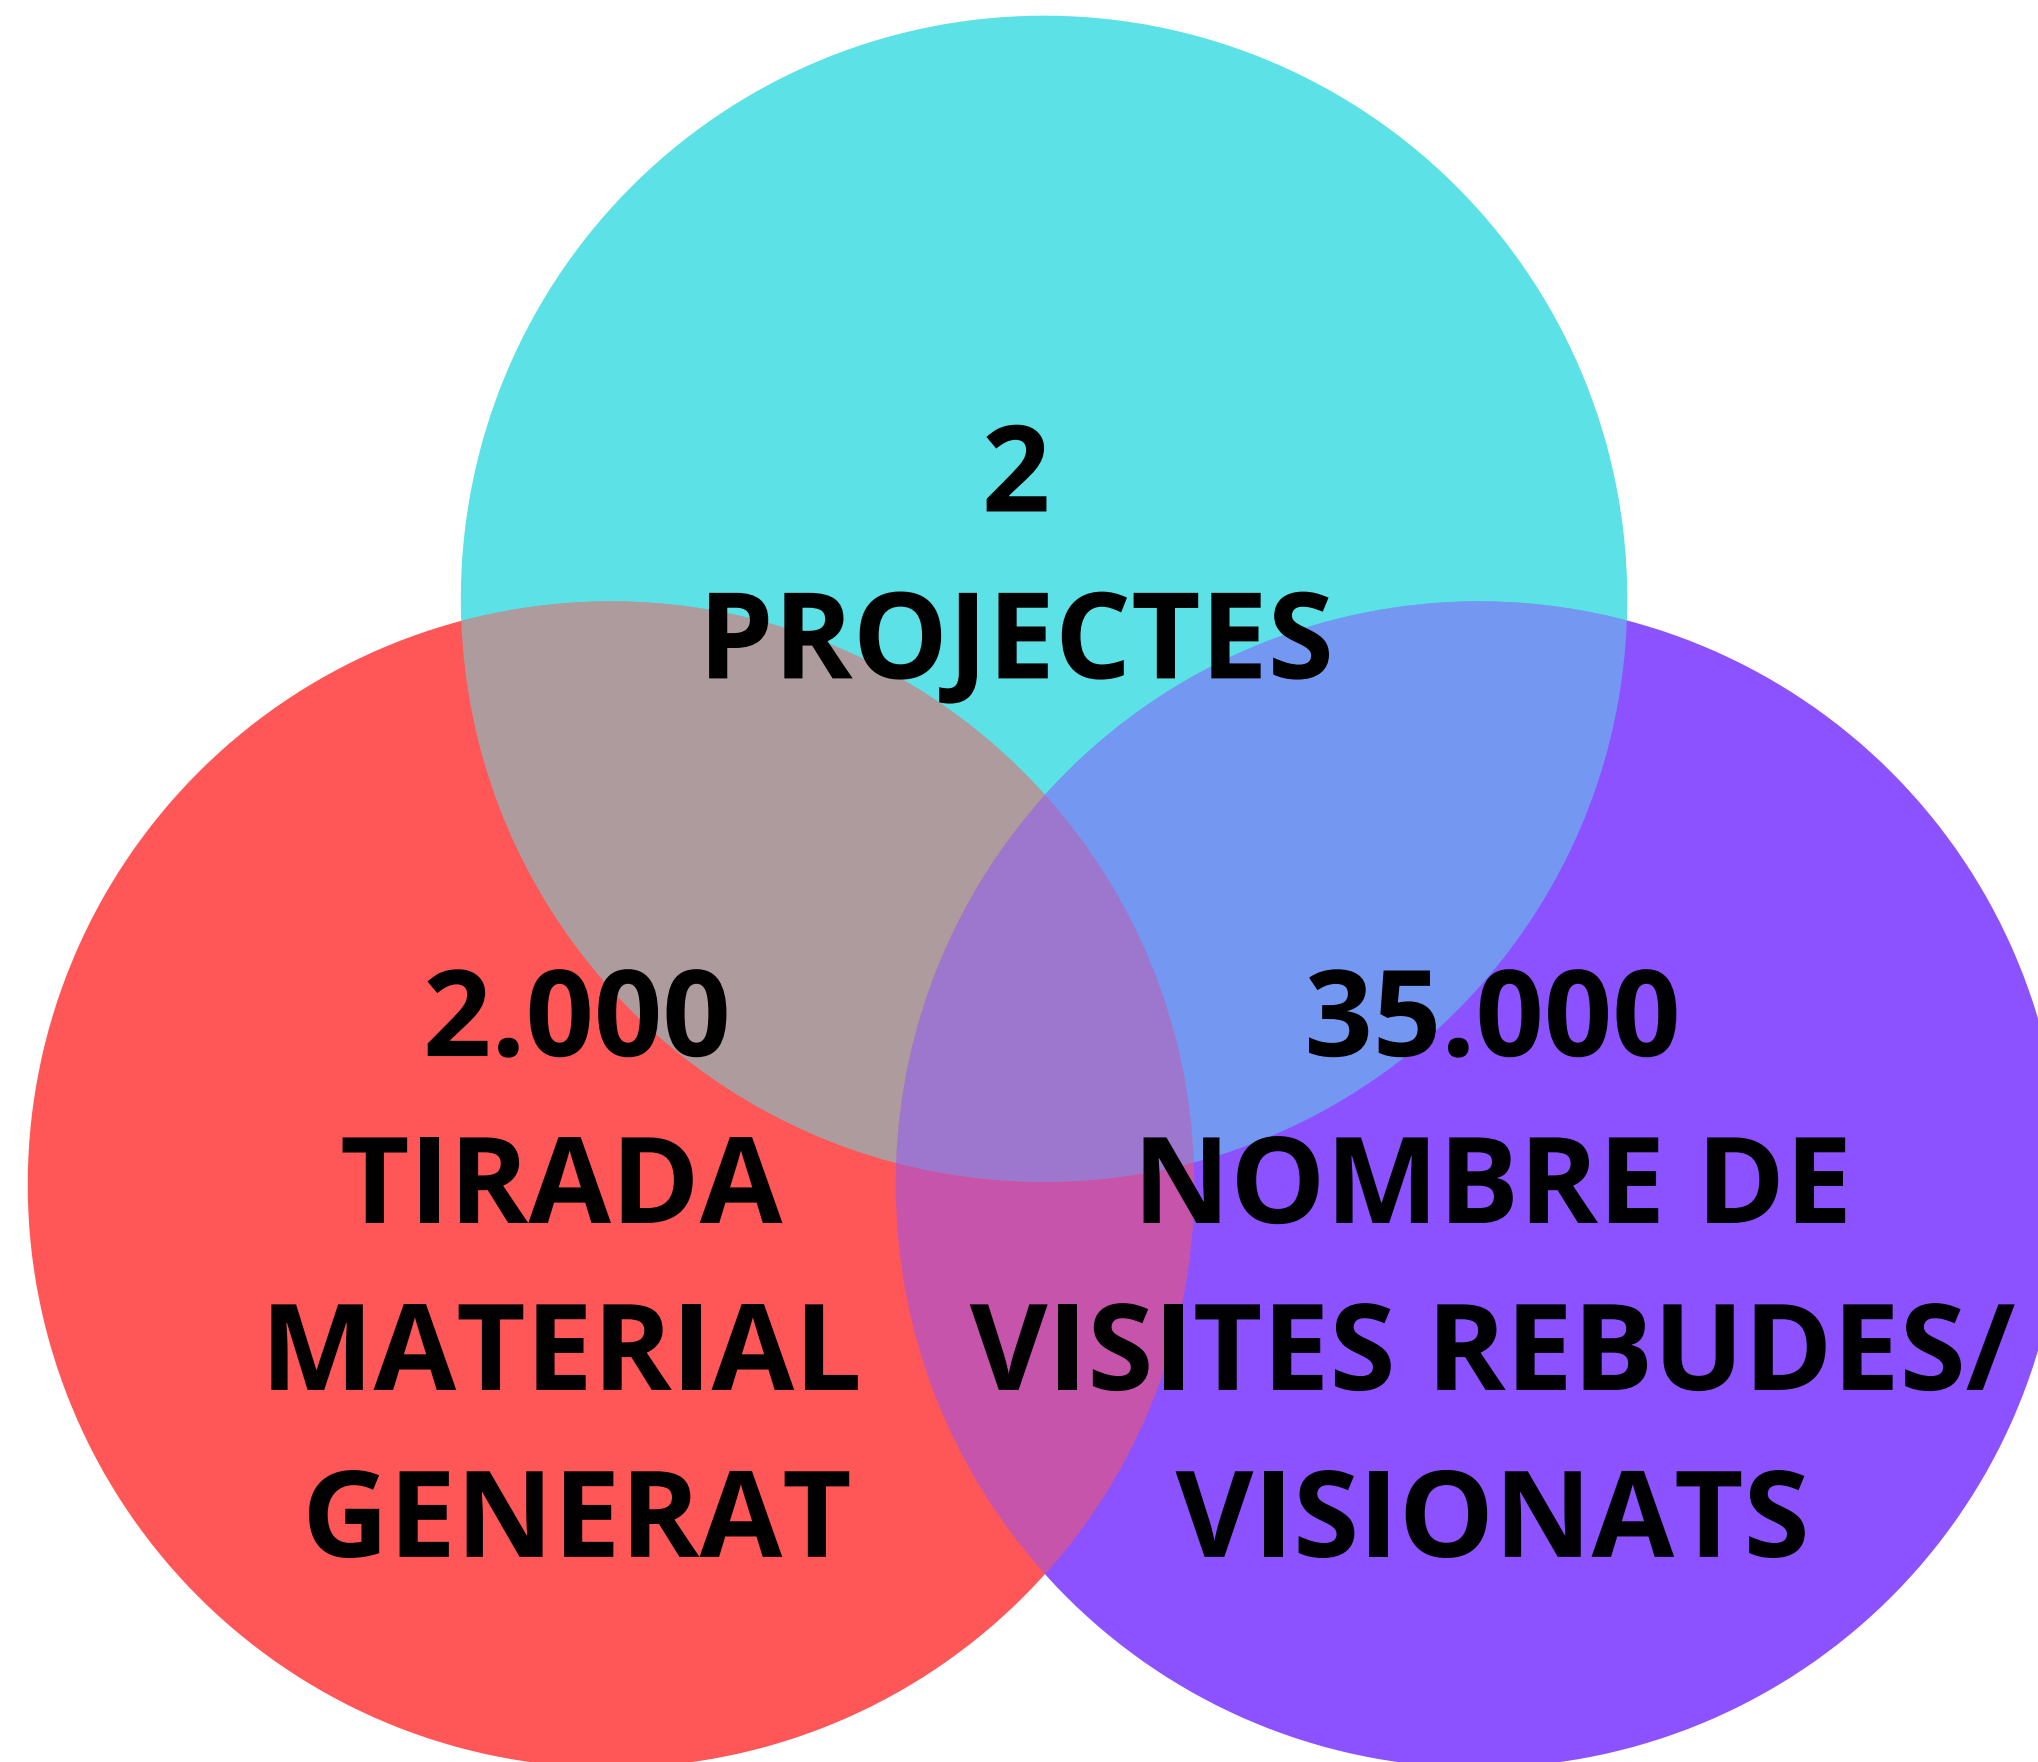 2
PROJECTES
2.000
TIRADA
MATERIAL
GENERAT
35.000
NOMBRE DE
VISITES REBUDES/
VISIONATS